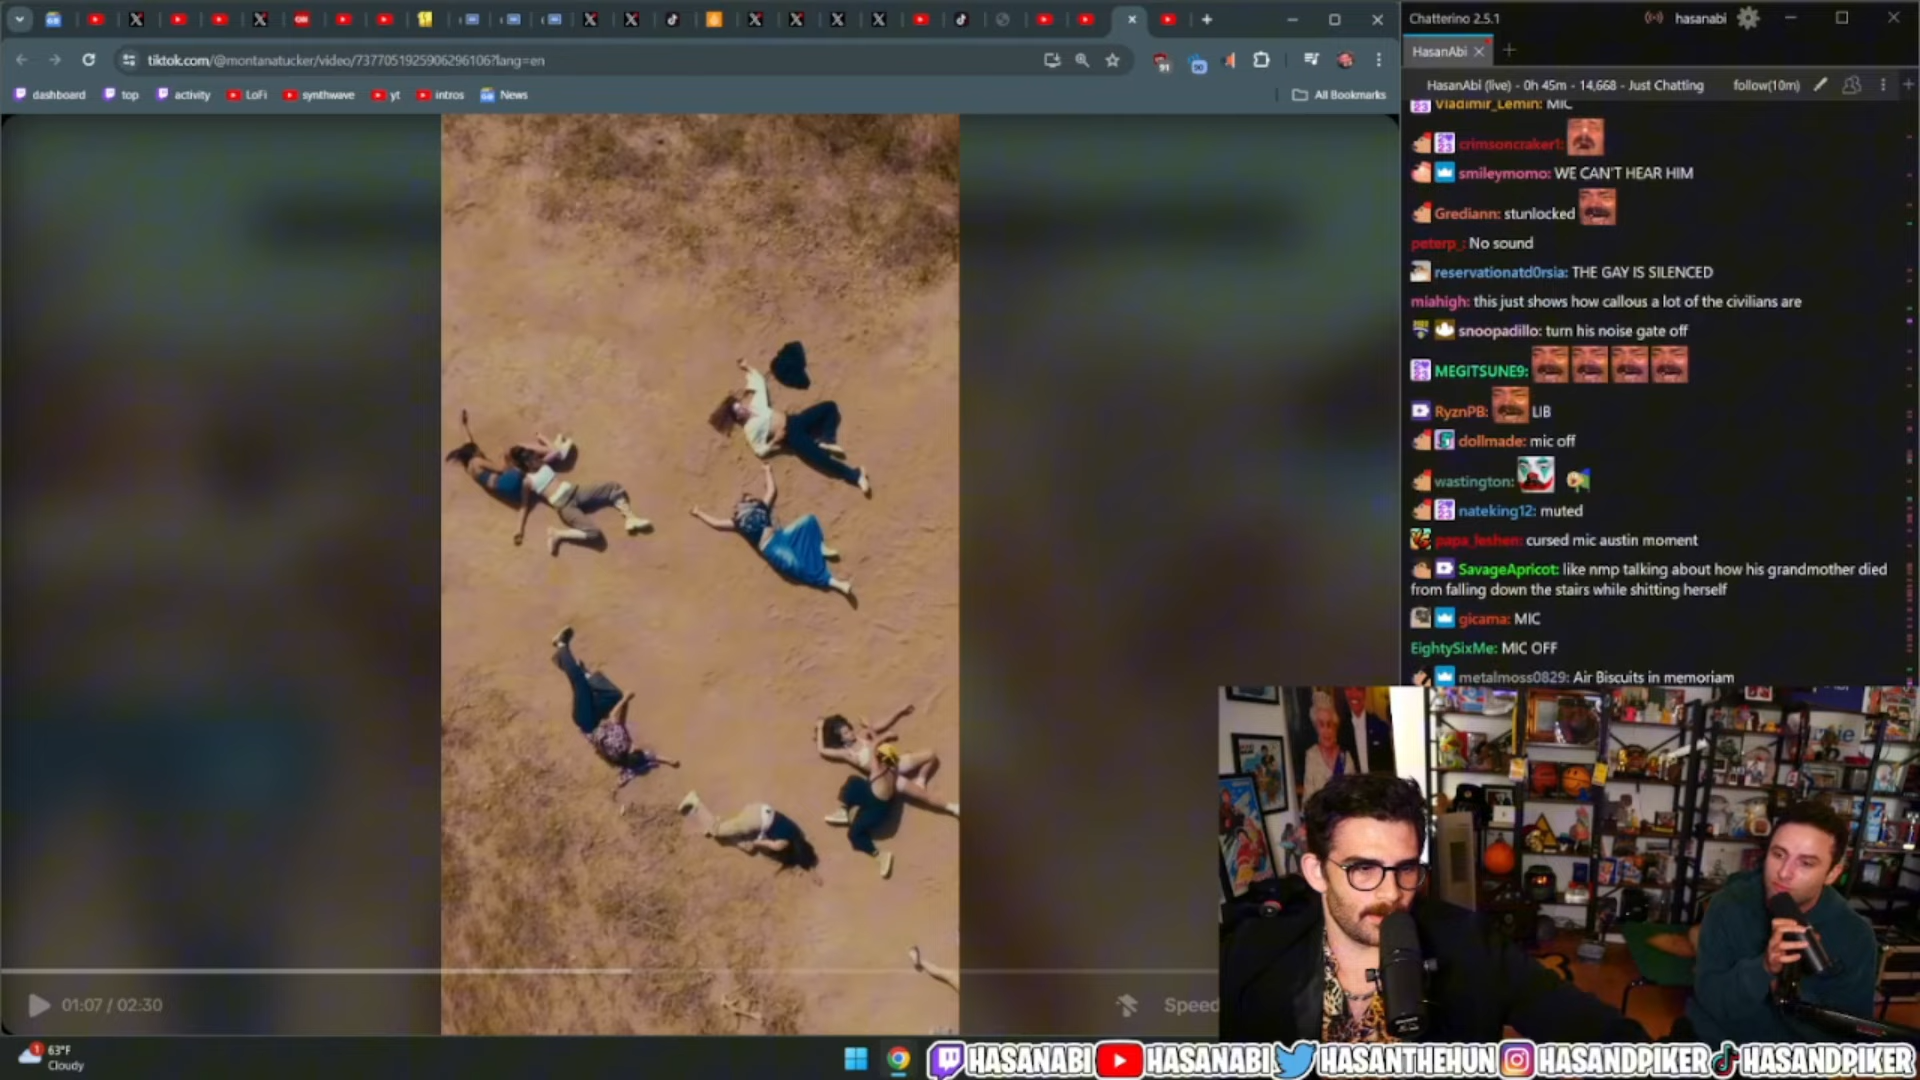 Chatterino 2.5.1
hasanabi
tiktok.com/@montanatucker/video/7377051925906296106?lang=en
91
HasanAbi
dashboard
top
activity
LoFi
synthwave
yt
intros
News
All Bookmarks
HasanAbi (live) - 0h 45m - 14,668 - Just Chatting
follow(10m)
Vladimir_Lemin: MIC
crimsoncraker1:
smileymomo: WE CAN'T HEAR HIM
Grediann: stunlocked
peterp_: No sound
reservationatd0rsia: THE GAY IS SILENCED
miahigh: this just shows how callous a lot of the civilians are
snoopadillo: turn his noise gate off
MEGITSUNE9:
RyznPB: LIB
dollmade: mic off
wastington:
nateking12: muted
papa_leshen: cursed mic austin moment
SavageApricot: like nmp talking about how his grandmother died
from falling down the stairs while shitting herself
gicama: MIC
EightySixMe: MIC OFF
metalmoss0829: Air Biscuits in memoriam
01:07 / 02:30
Speed
1
63°F
Cloudy
HASANABI
HASANABI
HASANTHEHUN
HASANDPIKER
HASANDPIKER